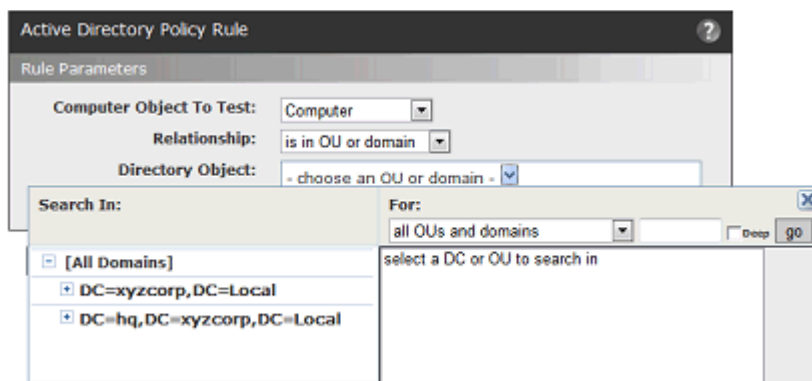 Active Directory Policy Rule ?
Rule Parameters
Computer Object To Test: Computer
Relationship: is in OU or domain
Directory Object: - choose an OU or domain -
Search In: For:
all OUs and domains Deep go
[All Domains] select a DC or OU to search in
DC=xyzcorp,DC=Local
DC=hq,DC=xyzcorp,DC=Local